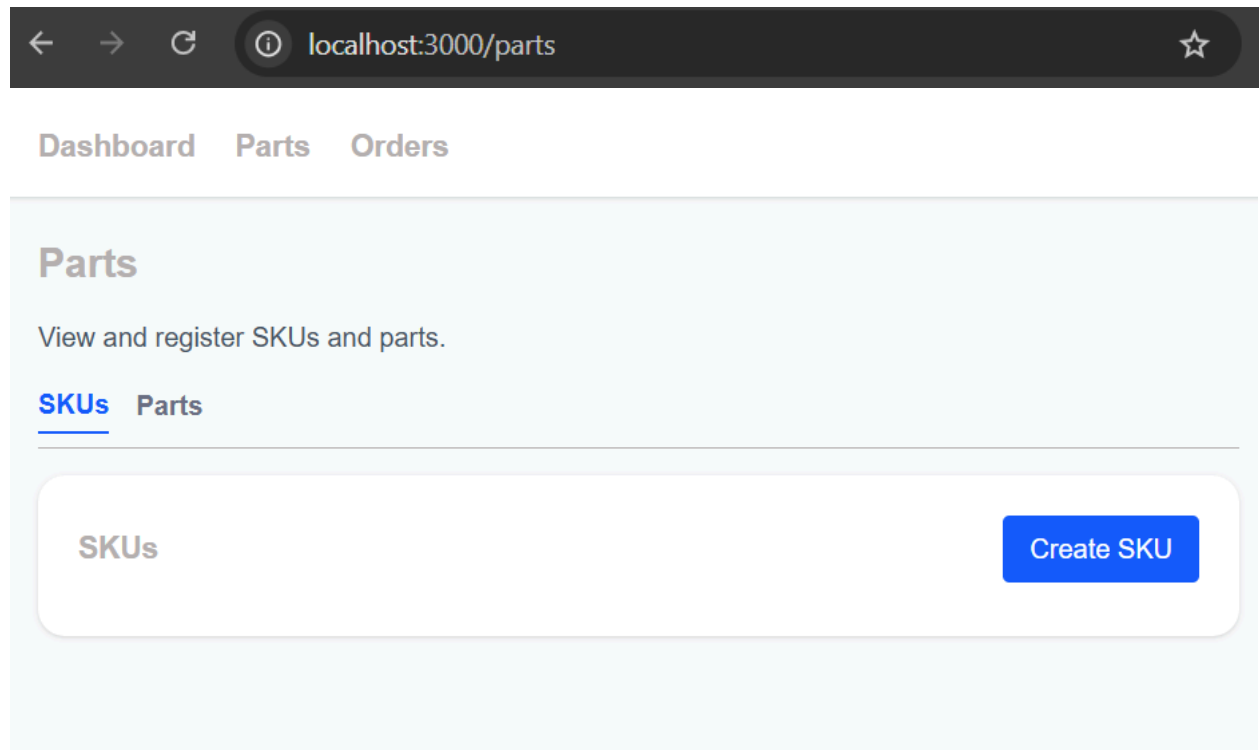 localhost:3000/parts
Dashboard Parts Orders
Parts
View and register SKUs and parts.
SKUs Parts
SKUs Create SKU